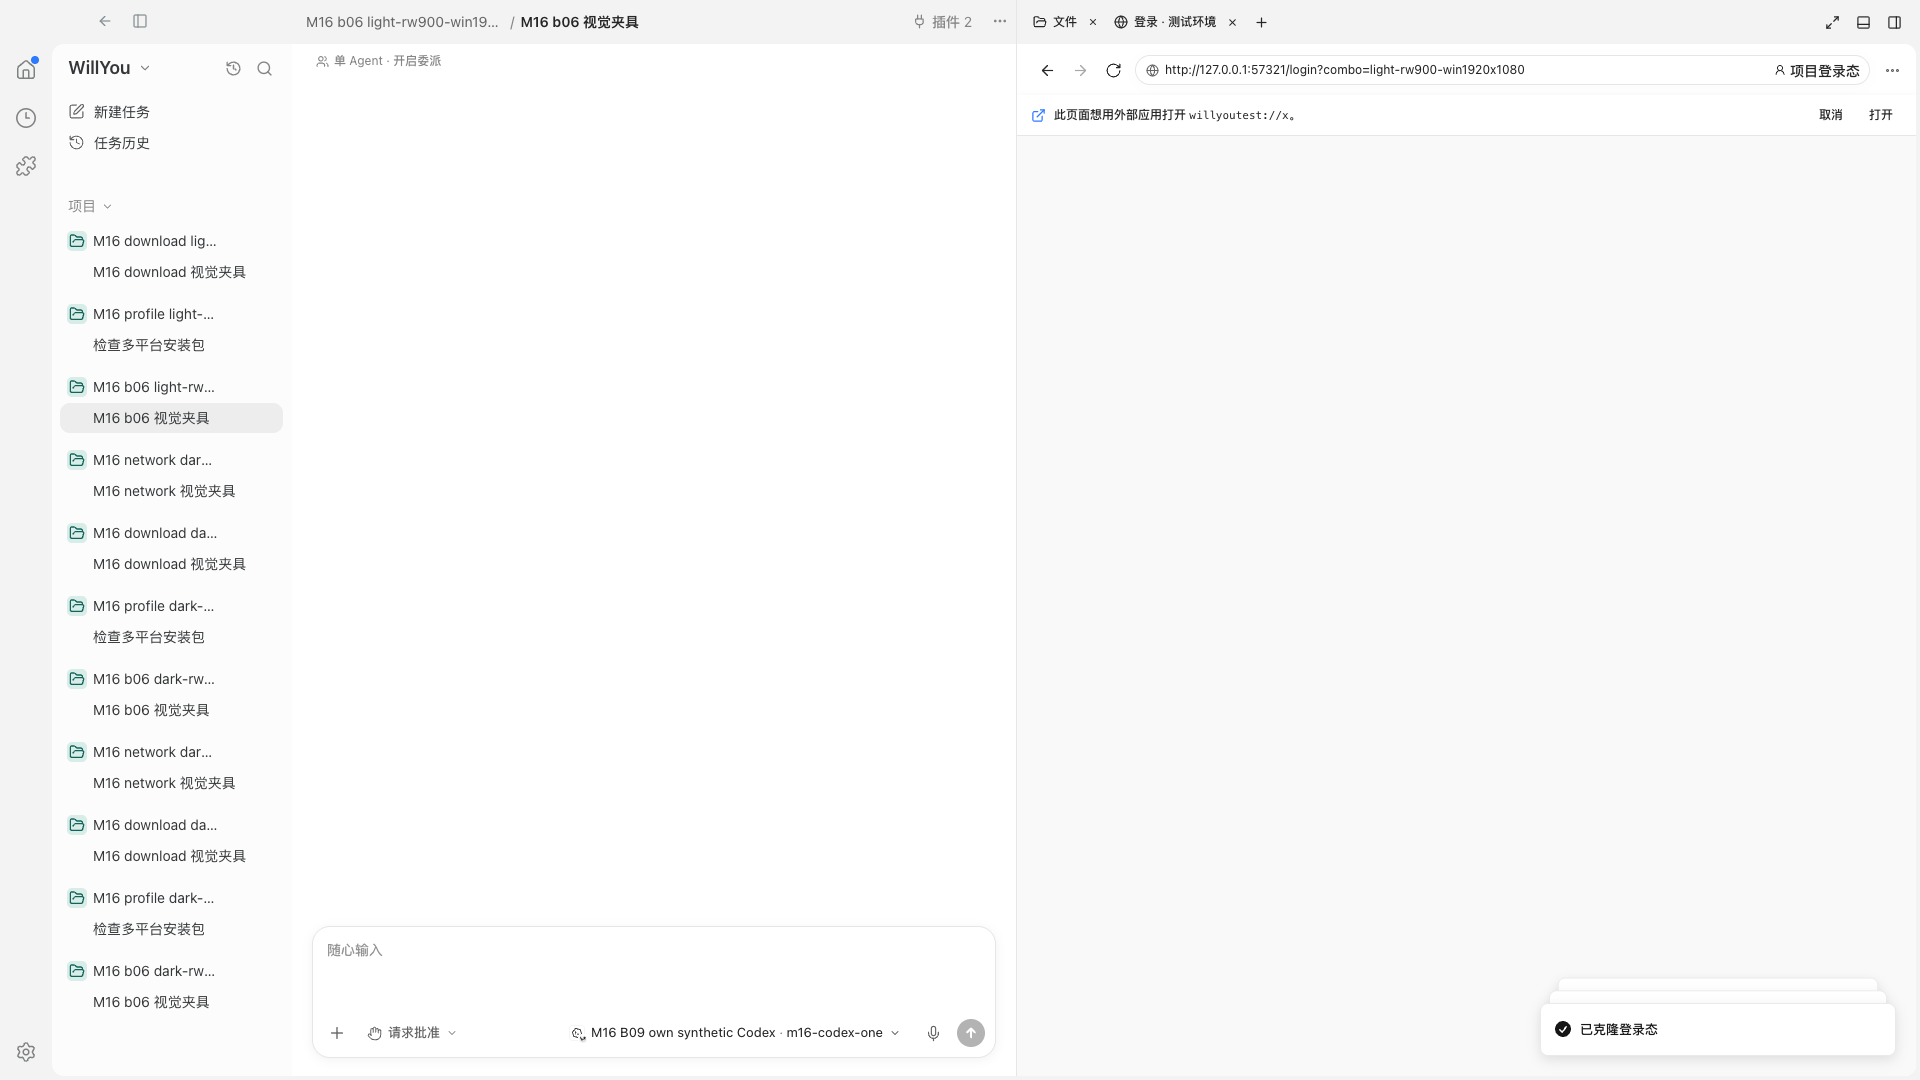 M16 b06 light-rw900-win19... / M16 b06 视觉夹具
插件 2
文件
登录 · 测试环境
WillYou
单 Agent · 开启委派
http://127.0.0.1:57321/login?combo=light-rw900-win1920x1080
项目登录态
新建任务
任务历史
此页面想用外部应用打开 willyoutest://x。
取消
打开
项目
M16 download lig...
M16 download 视觉夹具
M16 profile light-...
检查多平台安装包
M16 b06 light-rw...
M16 b06 视觉夹具
M16 network dar...
M16 network 视觉夹具
M16 download da...
M16 download 视觉夹具
M16 profile dark-...
检查多平台安装包
M16 b06 dark-rw...
M16 b06 视觉夹具
M16 network dar...
M16 network 视觉夹具
M16 download da...
M16 download 视觉夹具
M16 profile dark-...
检查多平台安装包
M16 b06 dark-rw...
M16 b06 视觉夹具
随心输入
请求批准
M16 B09 own synthetic Codex · m16-codex-one
已克隆登录态